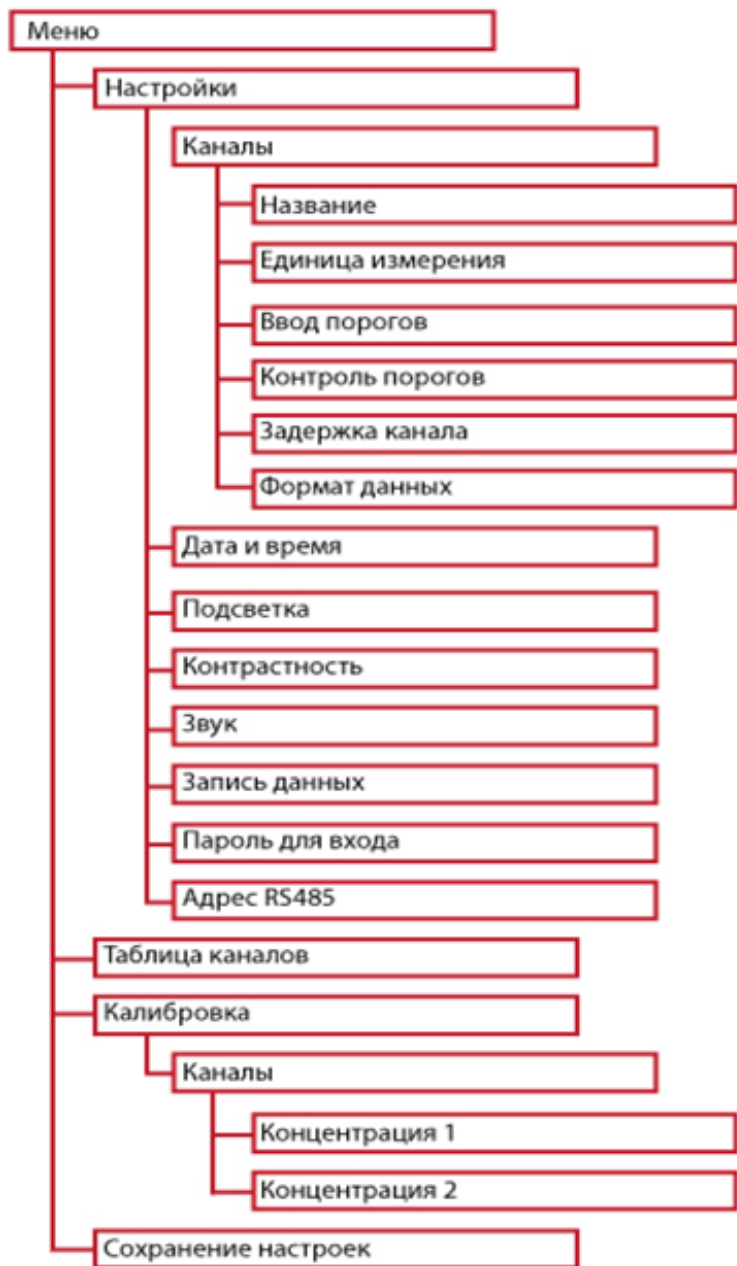 Меню
Настройки
Каналы
Название
Единица измерения
Ввод порогов
Контроль порогов
Задержка канала
Формат данных
Дата и время
Подсветка
Контрастность
Звук
Запись данных
Пароль для входа
Адрес RS485
Таблица каналов
Калибровка
Каналы
Концентрация 1
Концентрация 2
Сохранение настроек